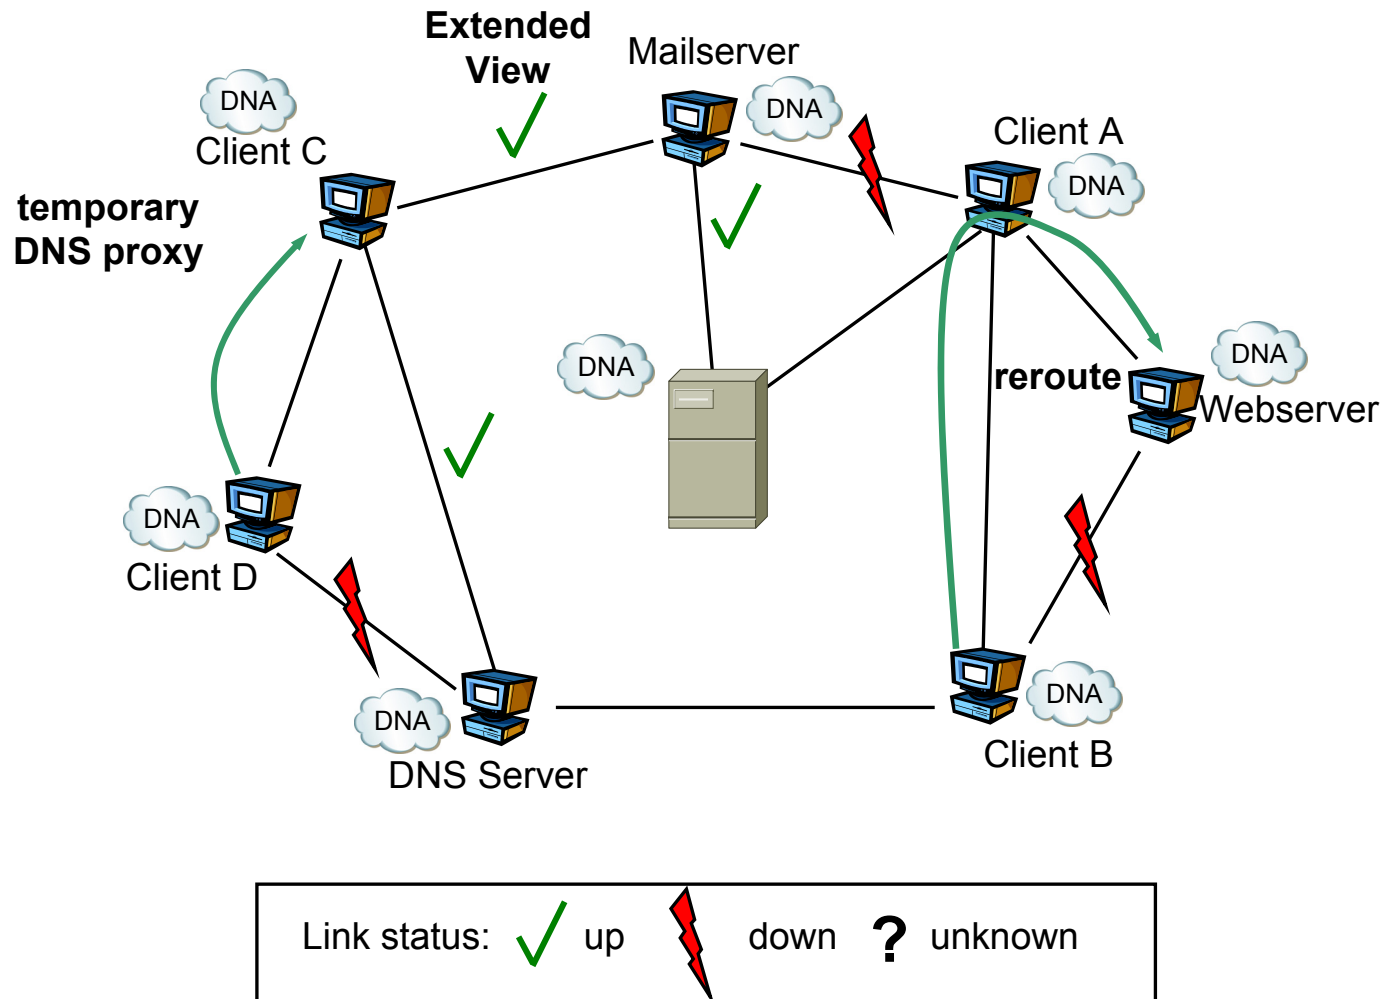 Extended
View
Mailserver
DNA
Client C
DNA
Client A
DNA
temporary
DNS proxy
DNA
reroute
DNA
Webserver
DNA
Client D
DNA
DNS Server
DNA
Client B
Link status: up down ? unknown